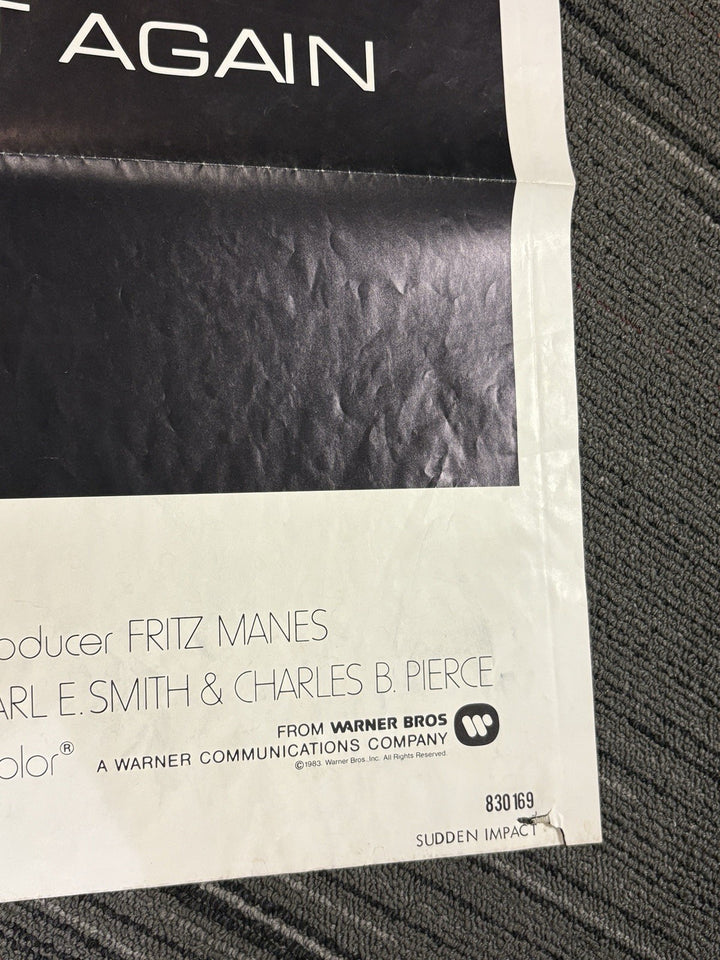 AGAIN
oducer FRITZ MANES
ARL E. SMITH & CHARLES B. PIERCE
olor®
FROM WARNER BROS
A WARNER COMMUNICATIONS COMPANY
©1983 Warner Bros. Inc. All Rights Reserved.
830169
SUDDEN IMPACT